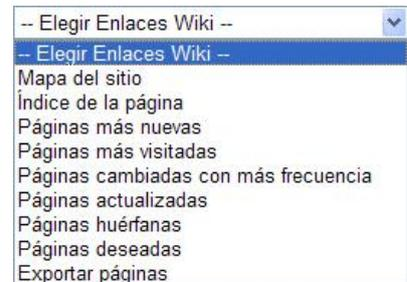 -- Elegir Enlaces Wiki --
-- Elegir Enlaces Wiki --
Mapa del sitio
Índice de la página
Páginas más nuevas
Páginas más visitadas
Páginas cambiadas con más frecuencia
Páginas actualizadas
Páginas huérfanas
Páginas deseadas
Exportar páginas